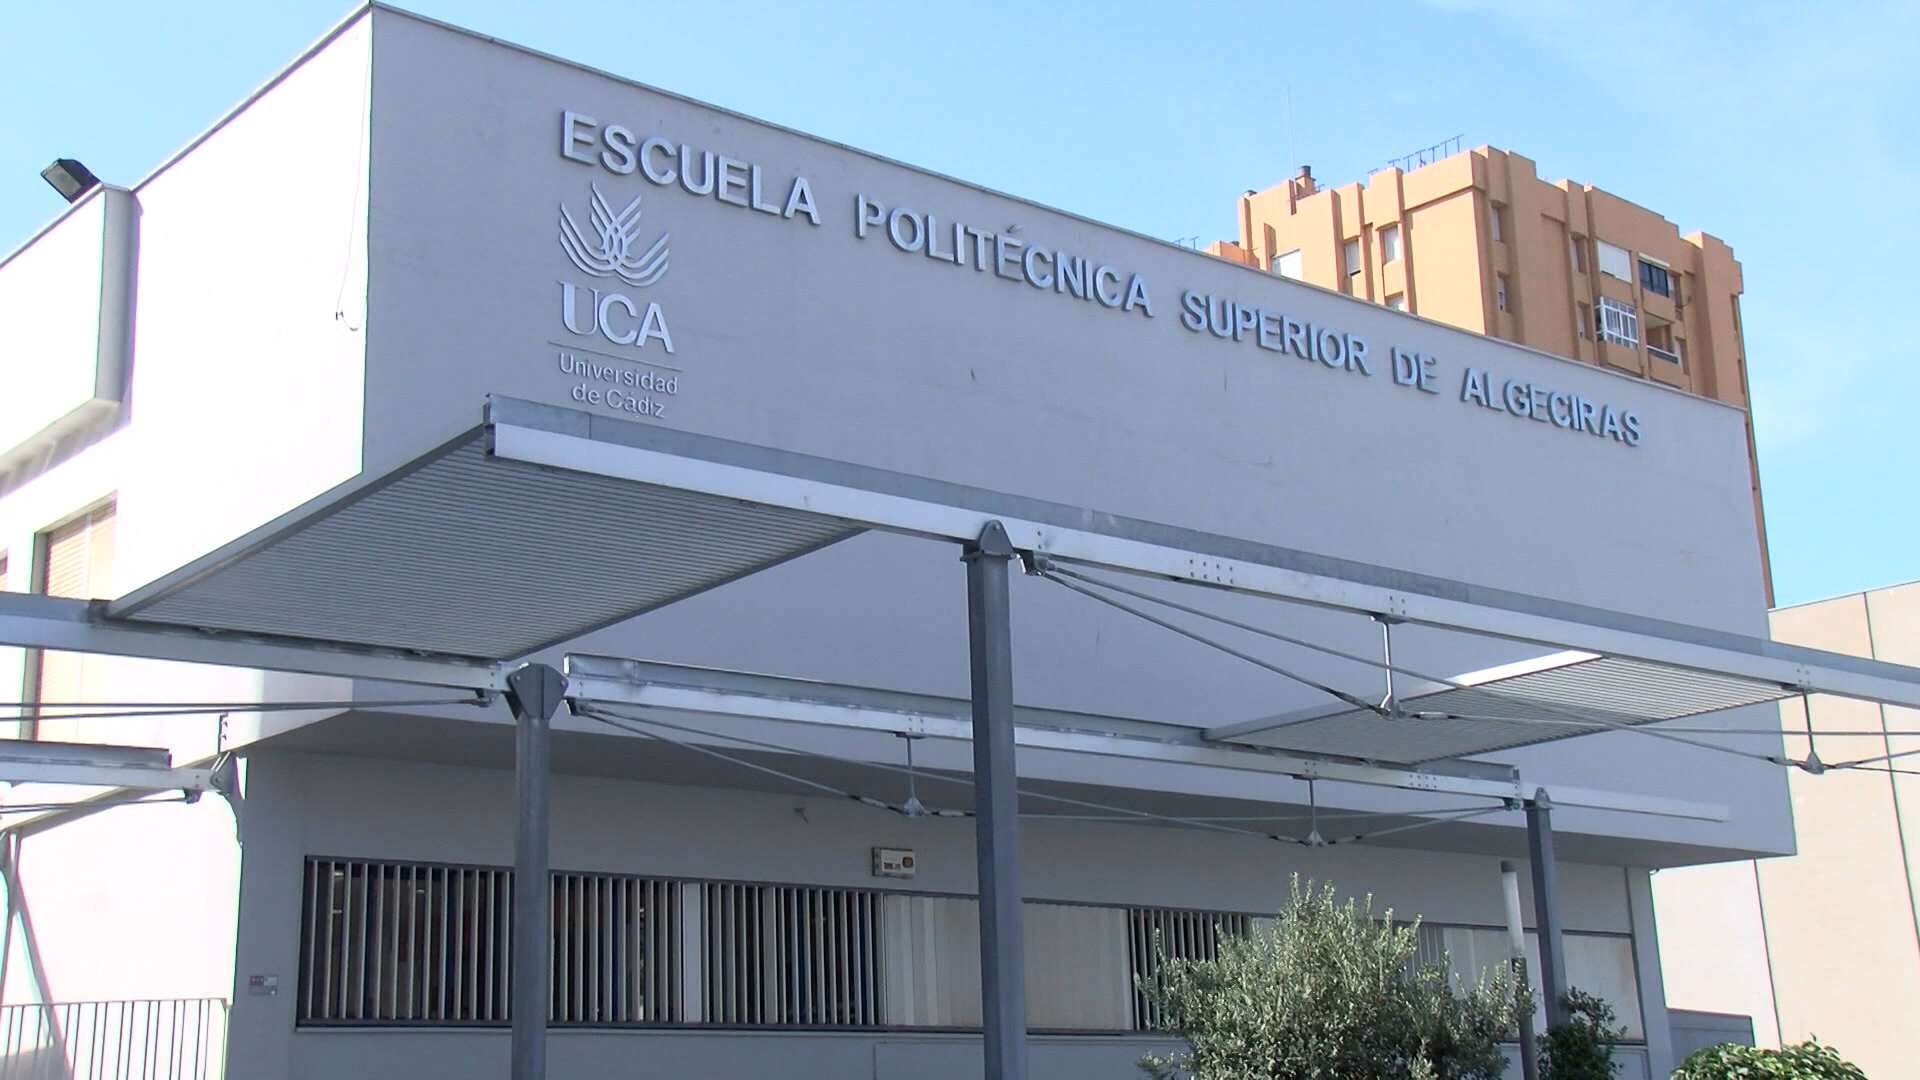 ESCUELA POLITÉCNICA SUPERIOR DE ALGECIRAS
UCA
Universidad
de Cádiz